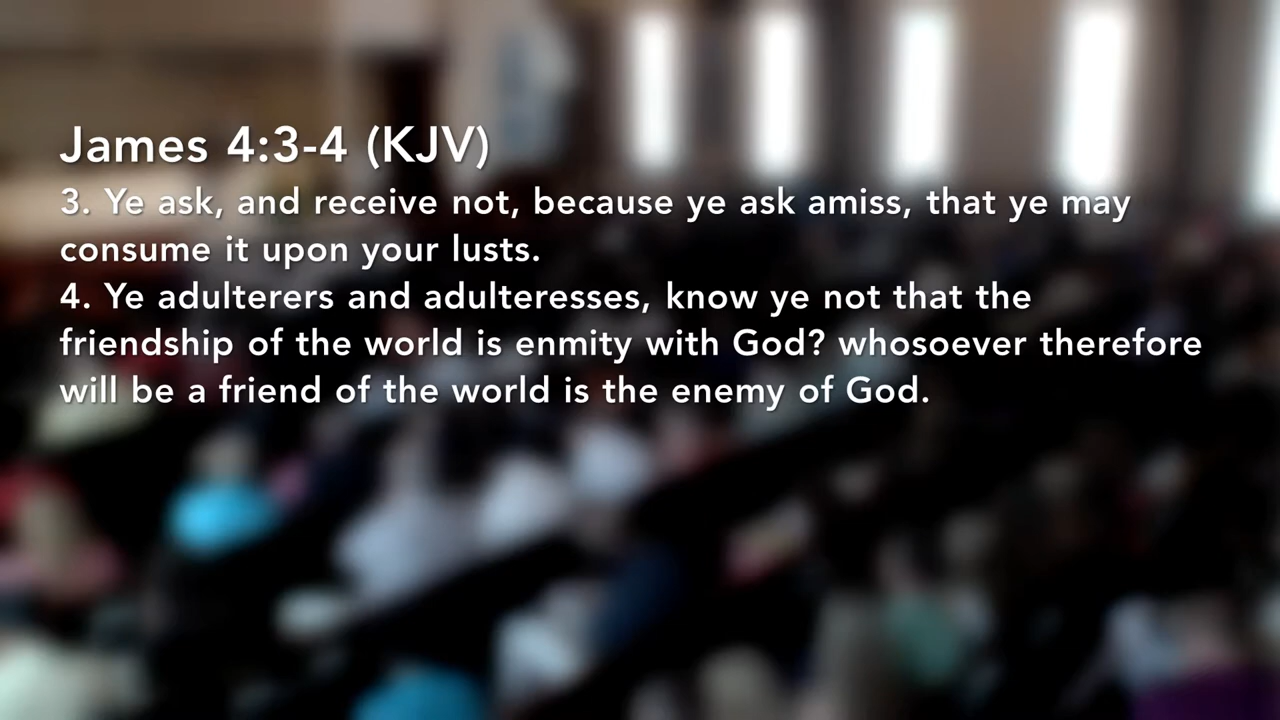 James 4:3-4 (KJV)
3. Ye ask, and receive not, because ye ask amiss, that ye may
consume it upon your lusts.
4. Ye adulterers and adulteresses, know ye not that the
friendship of the world is enmity with God? whosoever therefore
will be a friend of the world is the enemy of God.